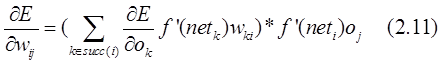 ∂E/∂w_ij = ( ∑_{k∈succ(i)} ∂E/∂o_k f '(net_k)w_ki) * f '(net_i)o_j (2.11)